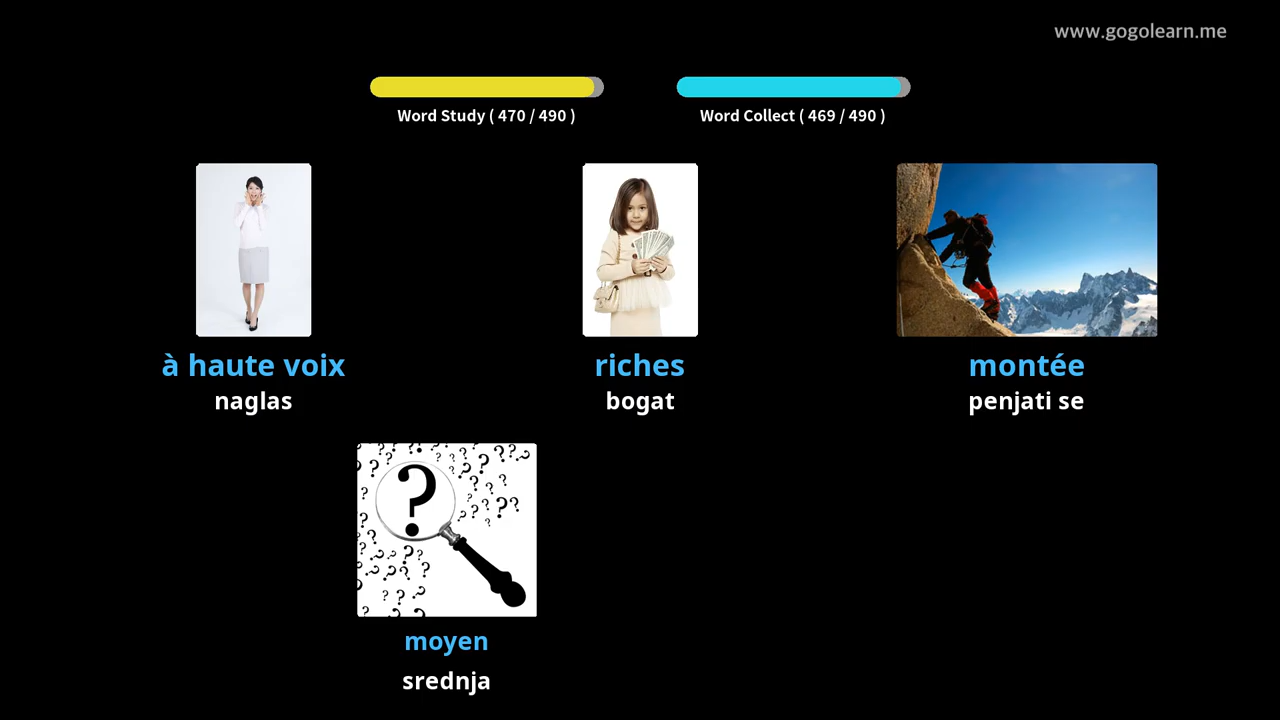 www.gogolearn.me
Word Study ( 470 / 490 )
Word Collect ( 469 / 490 )
à haute voix
naglas
riches
bogat
montée
penjati se
moyen
srednja